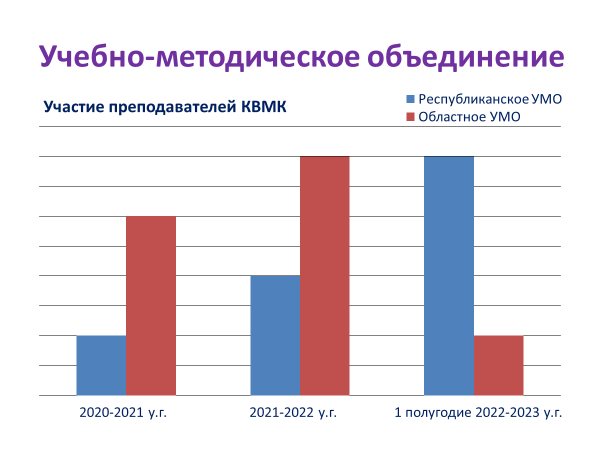 Учебно-методическое объединение
Участие преподавателей КВМК
Республиканское УМО
Областное УМО
2020-2021 у.г.
2021-2022 у.г.
1 полугодие 2022-2023 у.г.